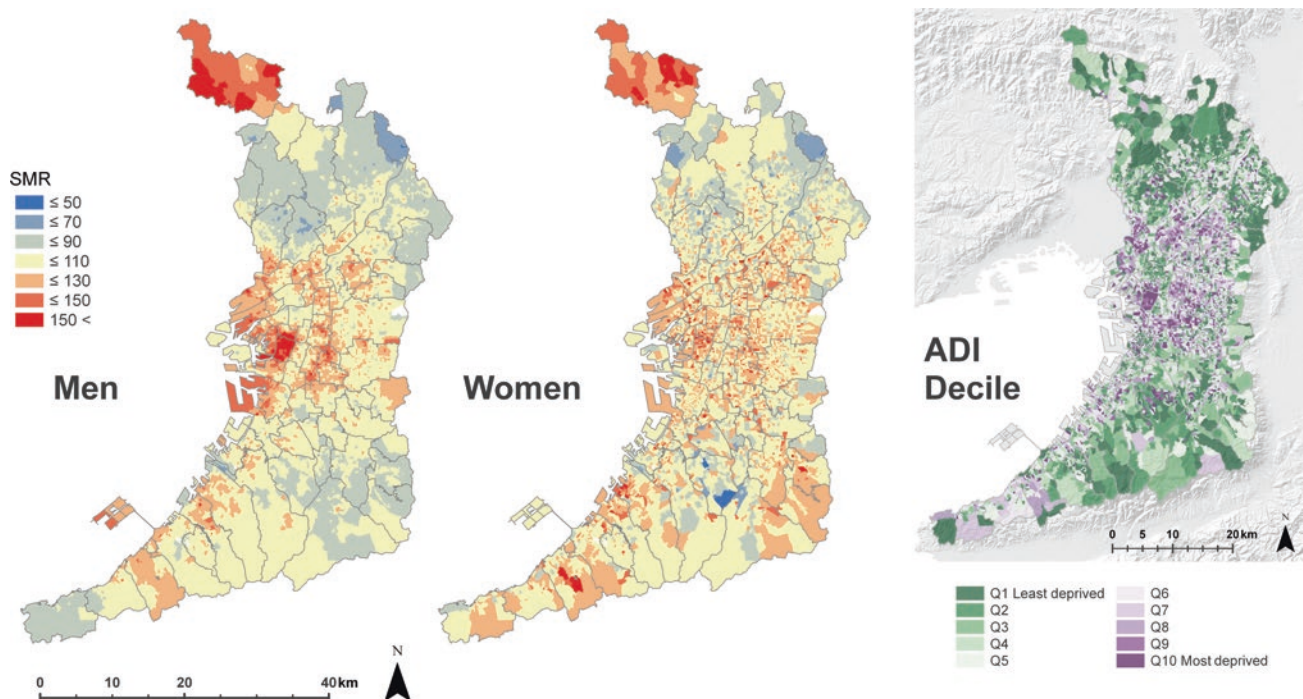 SMR
≤ 50
≤ 70
≤ 90
≤ 110
≤ 130
≤ 150
150 <
Men
N
0 10 20 40 km
Women
ADI
Decile
0 5 10 20 km
N
Q1 Least deprived
Q2
Q3
Q4
Q5
Q6
Q7
Q8
Q9
Q10 Most deprived